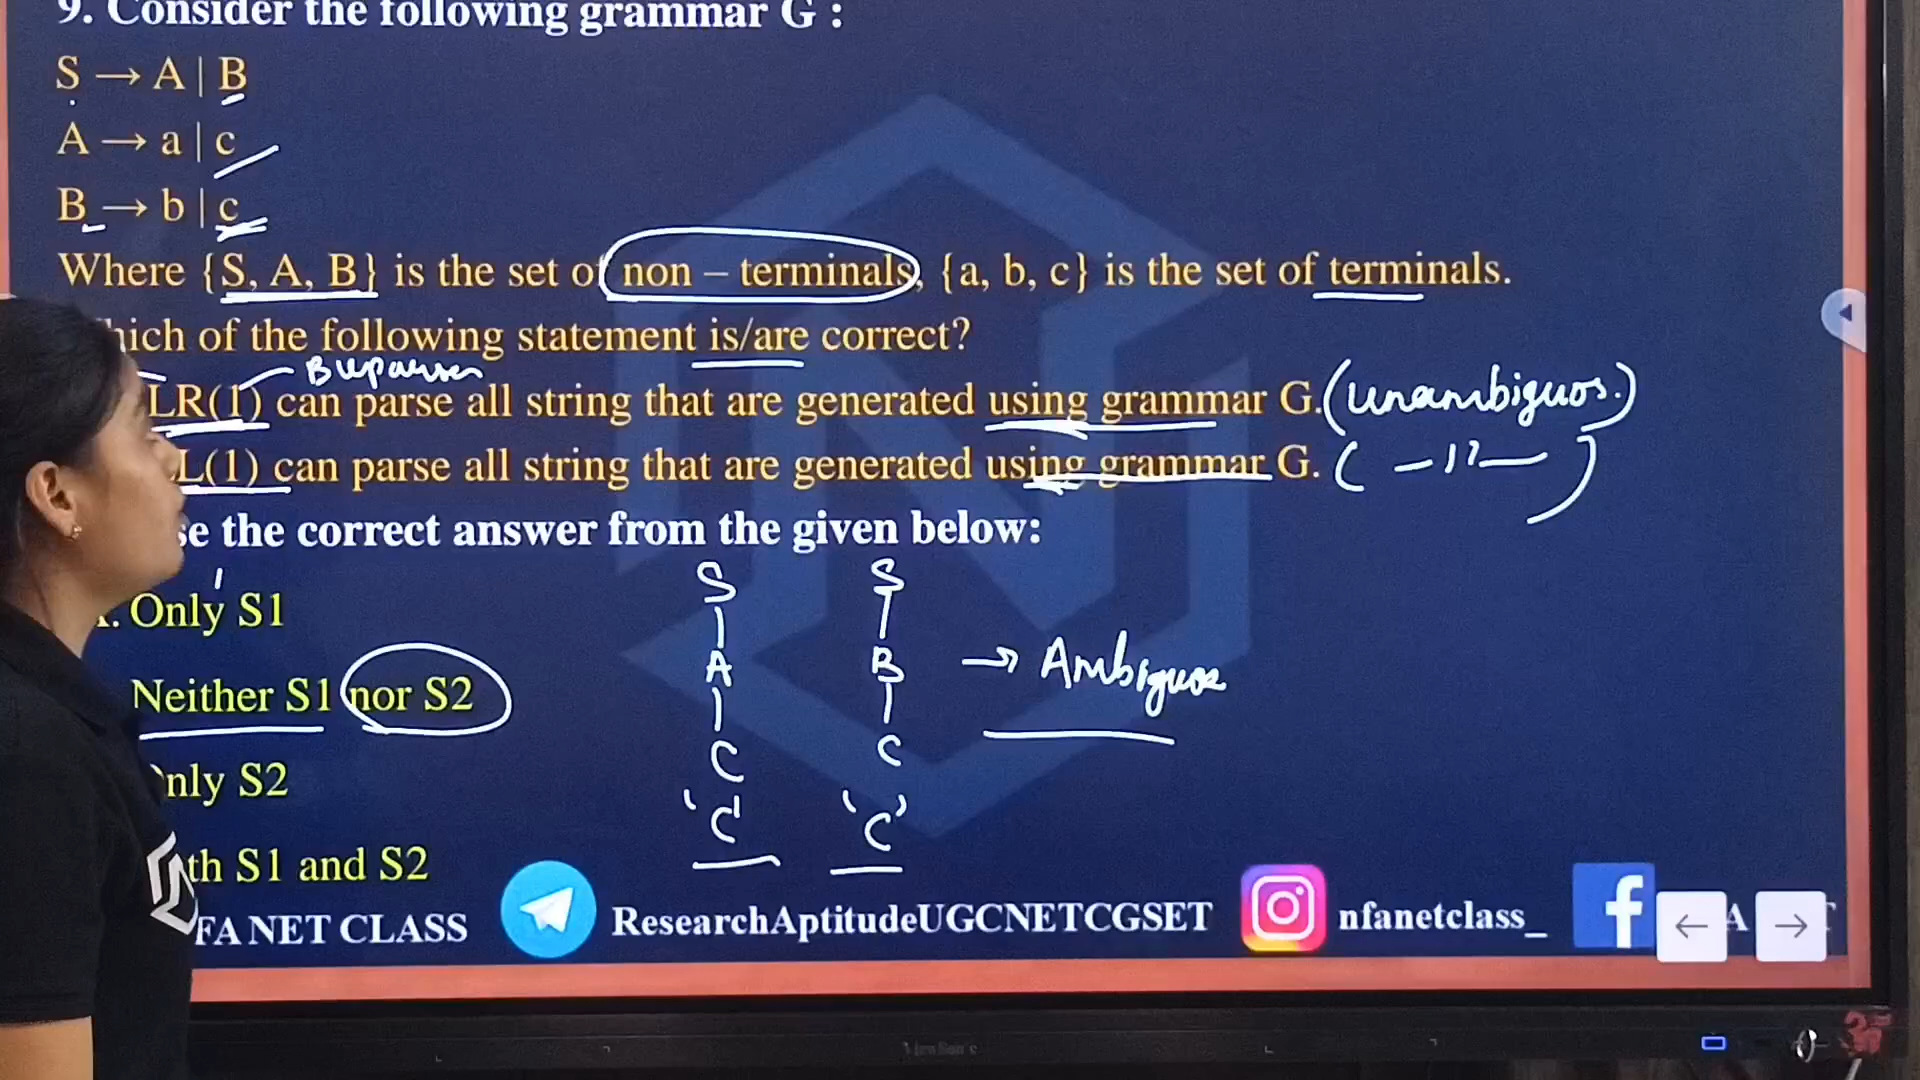 9. Consider the following grammar G :
S → A | B
A → a | c
B → b | c
Where {S, A, B} is the set of non – terminals, {a, b, c} is the set of terminals.
hich of the following statement is/are correct?
LR(1) can parse all string that are generated using grammar G. (unambiguos.)
L(1) can parse all string that are generated using grammar G. ( —11— )
se the correct answer from the given below:
. Only S1
Neither S1 nor S2
nly S2
th S1 and S2
S S
A B → Ambiguos
C C
'C' 'C'
FA NET CLASS ResearchAptitudeUGCNETCGSET nfanetclass_
ViewSonic